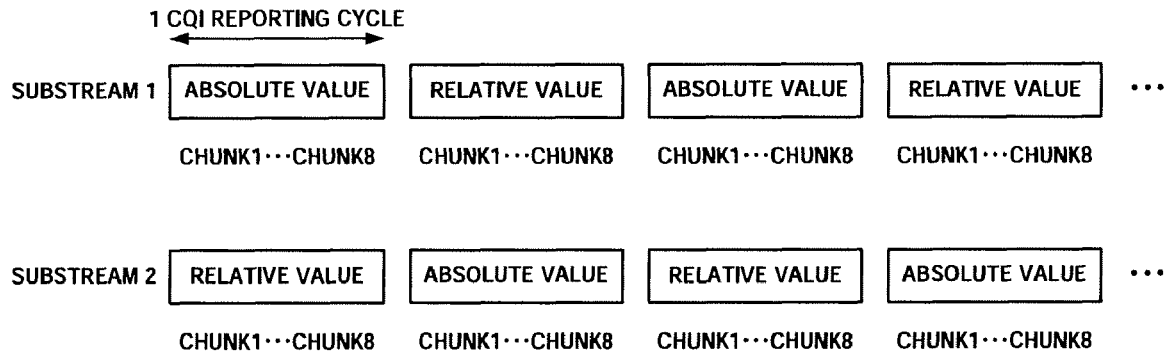 1 CQI REPORTING CYCLE
SUBSTREAM 1 ABSOLUTE VALUE RELATIVE VALUE ABSOLUTE VALUE RELATIVE VALUE ···
CHUNK1···CHUNK8 CHUNK1···CHUNK8 CHUNK1···CHUNK8 CHUNK1···CHUNK8
SUBSTREAM 2 RELATIVE VALUE ABSOLUTE VALUE RELATIVE VALUE ABSOLUTE VALUE ···
CHUNK1···CHUNK8 CHUNK1···CHUNK8 CHUNK1···CHUNK8 CHUNK1···CHUNK8